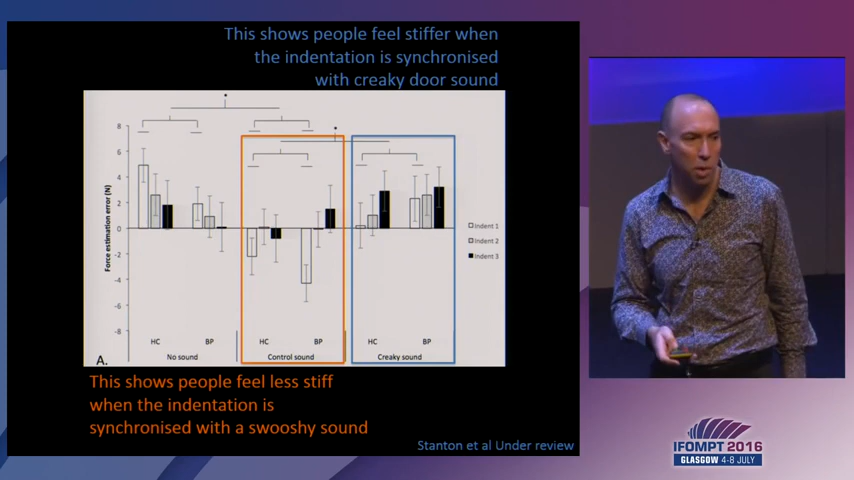 This shows people feel stiffer when
the indentation is synchronised
with creaky door sound
8
6
4
2
0
-2
-4
-6
-8
Force estimation error (N)
Indent 1
Indent 2
Indent 3
HC BP HC BP HC BP
No sound Control sound Creaky sound
A.
This shows people feel less stiff
when the indentation is
synchronised with a swooshy sound
Stanton et al Under review
IFOMPT 2016
GLASGOW 4-8 JULY